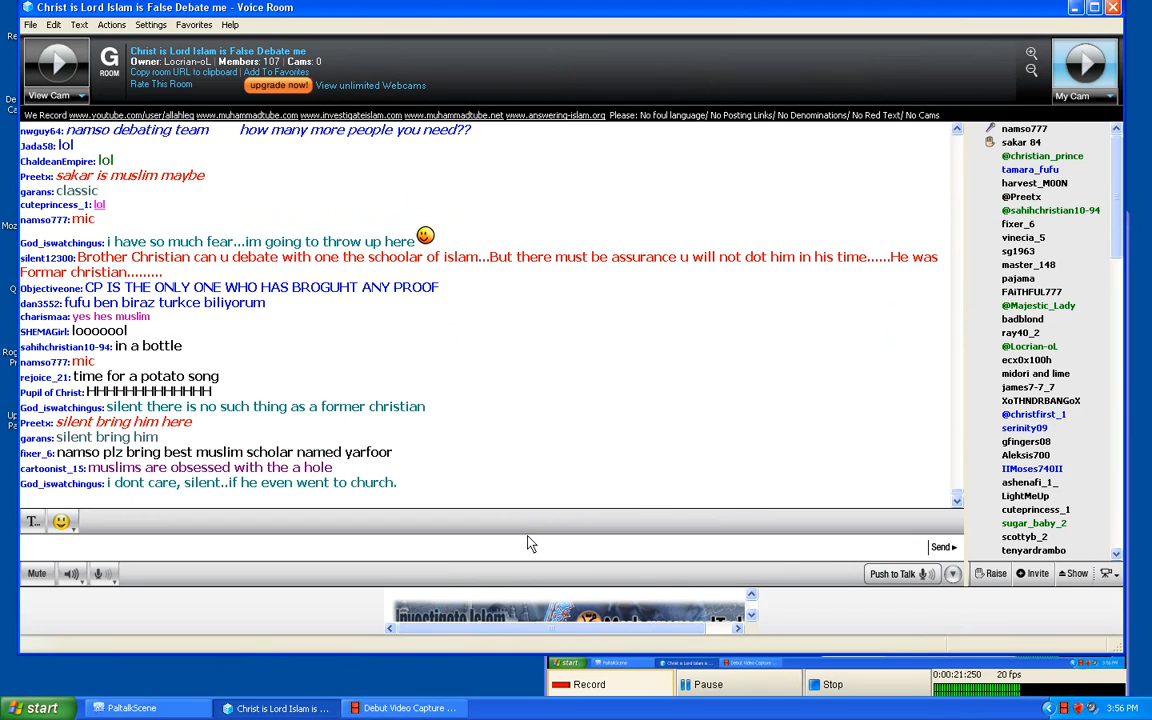 Christ is Lord Islam is False Debate me - Voice Room
File Edit Text Actions Settings Favorites Help
View Cam
G ROOM
Christ is Lord Islam is False Debate me
Owner: Locrian-oL | Members: 107 | Cams: 0
Copy room URL to clipboard | Add To Favorites
Rate This Room
upgrade now! View unlimited Webcams
My Cam
We Record www.youtube.com/user/allahleg www.muhammadtube.com www.investigateislam.com www.muhammadtube.net www.answering-islam.org Please: No foul language/ No Posting Links/ No Denominations/ No Red Text/ No Cams
nwguy64: namso debating team how many more people you need??
Jada58: lol
ChaldeanEmpire: lol
Preetx: sakar is muslim maybe
garans: classic
cuteprincess_1: lol
namso777: mic
God_iswatchingus: i have so much fear...im going to throw up here
silent12300: Brother Christian can u debate with one the schoolar of islam...But there must be assurance u will not dot him in his time......He was
Formar christian.........
Objectiveone: CP IS THE ONLY ONE WHO HAS BROGUHT ANY PROOF
dan3552: fufu ben biraz turkce biliyorum
charismaa: yes hes muslim
SHEMAGirl: looooool
sahihchristian10-94: in a bottle
namso777: mic
rejoice_21: time for a potato song
Pupil of Christ: HHHHHHHHHHHHH
God_iswatchingus: silent there is no such thing as a former christian
Preetx: silent bring him here
garans: silent bring him
fixer_6: namso plz bring best muslim scholar named yarfoor
cartoonist_15: muslims are obsessed with the a hole
God_iswatchingus: i dont care, silent..if he even went to church.
namso777
sakar 84
@christian_prince
tamara_fufu
harvest_M00N
@Preetx
@sahihchristian10-94
fixer_6
vinecia_5
sg1963
master_148
pajama
FAiTHFUL777
@Majestic_Lady
badblond
ray40_2
@Locrian-oL
ecx0x100h
midori and lime
james7-7_7
XoTHNDRBANGoX
@christfirst_1
serinity09
gfingers08
Aleksis700
IIMoses740II
ashenafi_1_
LightMeUp
cuteprincess_1
sugar_baby_2
scottyb_2
tenyardrambo
T...
Send
Mute
Push to Talk
Raise Invite Show
Investigate Islam
Record Pause Stop
0:00:21:250 20 fps
start PaltalkScene Christ is Lord Islam is ... Debut Video Capture ... 3:56 PM